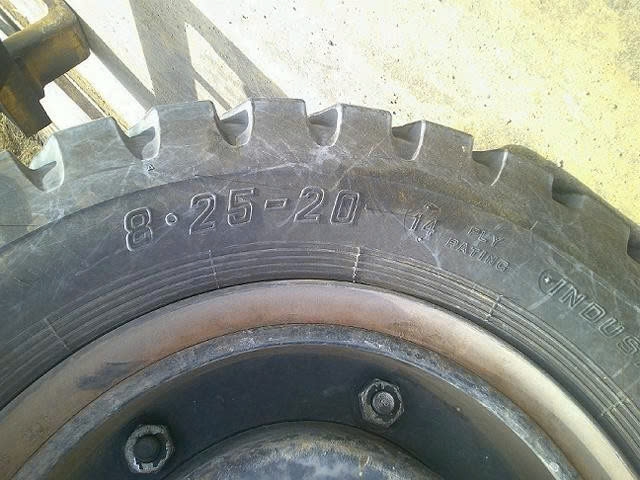 8·25-20
14 PLY
RATING
INDUS